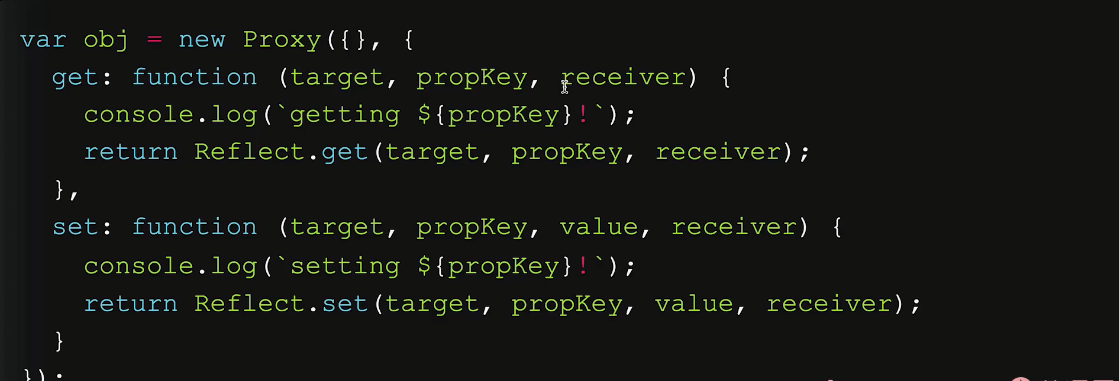 var obj = new Proxy({}, {
  get: function (target, propKey, receiver) {
    console.log(`getting ${propKey}!`);
    return Reflect.get(target, propKey, receiver);
  },
  set: function (target, propKey, value, receiver) {
    console.log(`setting ${propKey}!`);
    return Reflect.set(target, propKey, value, receiver);
  }
});